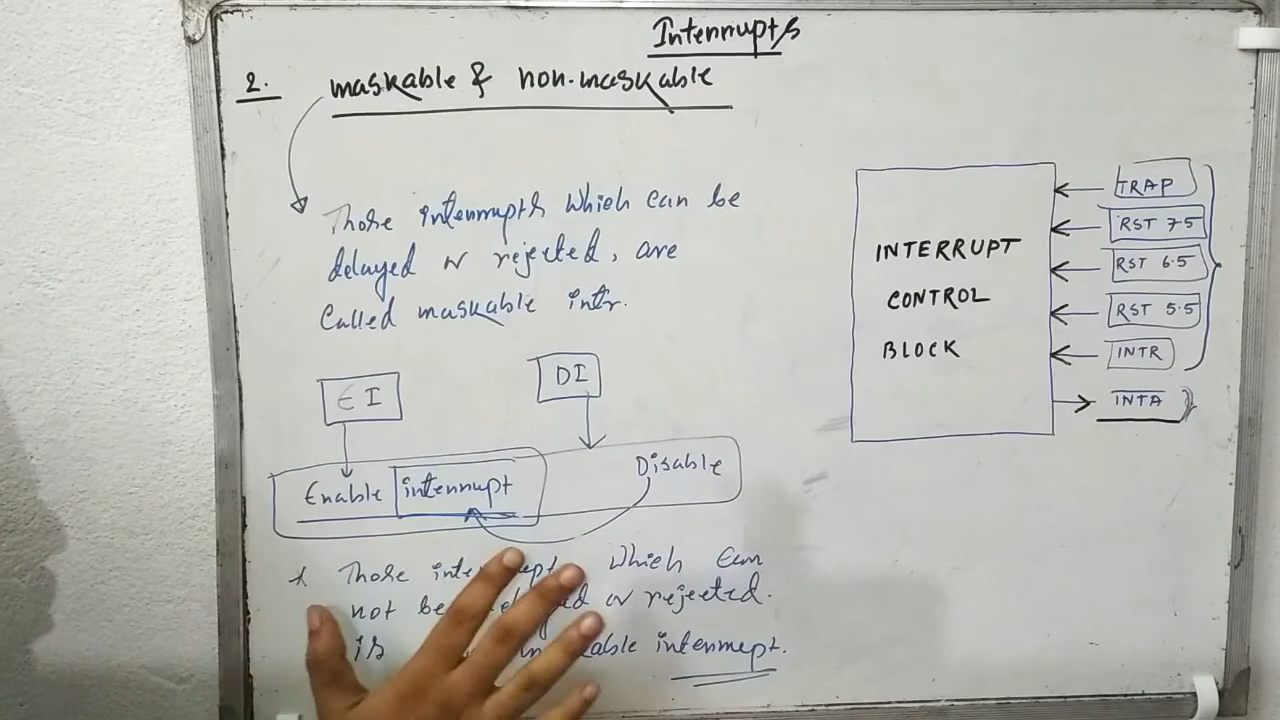 Interrupts
2. maskable & non-maskable
Those interrupts which can be
delayed or rejected, are
Called maskable intr.
EI
DI
Enable interrupt
Disable
* Those which can
not be or rejected.
is interrupt.
INTERRUPT
CONTROL
BLOCK
TRAP
RST 7.5
RST 6.5
RST 5.5
INTR
INTA